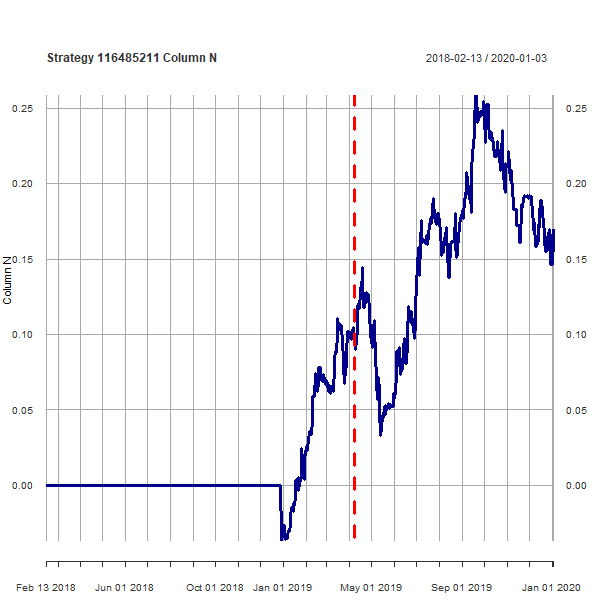 Strategy 116485211 Column N
2018-02-13 / 2020-01-03
0.25
0.25
0.20
0.20
0.15
0.15
Column N
0.10
0.10
0.05
0.05
0.00
0.00
Feb 13 2018
Jun 01 2018
Oct 01 2018
Jan 01 2019
May 01 2019
Sep 01 2019
Jan 01 2020